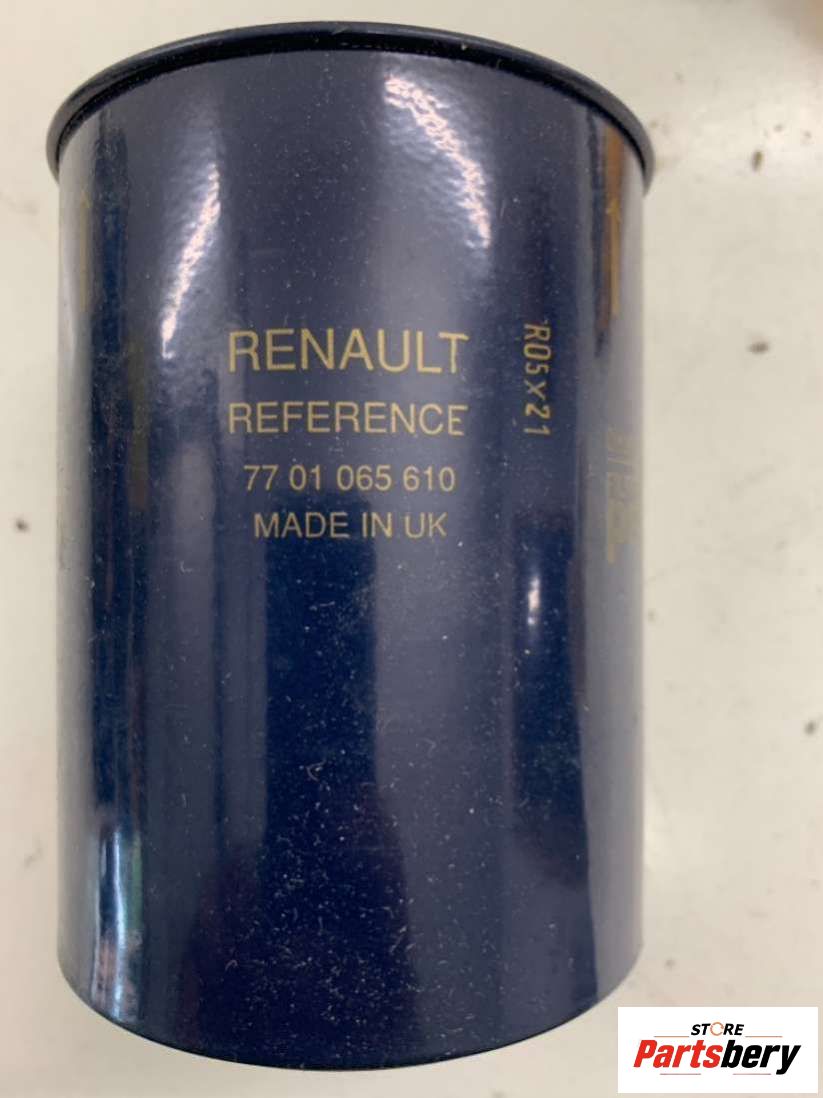 RENAULT
REFERENCE
77 01 065 610
MADE IN UK
R05x21
STORE
Partsbery